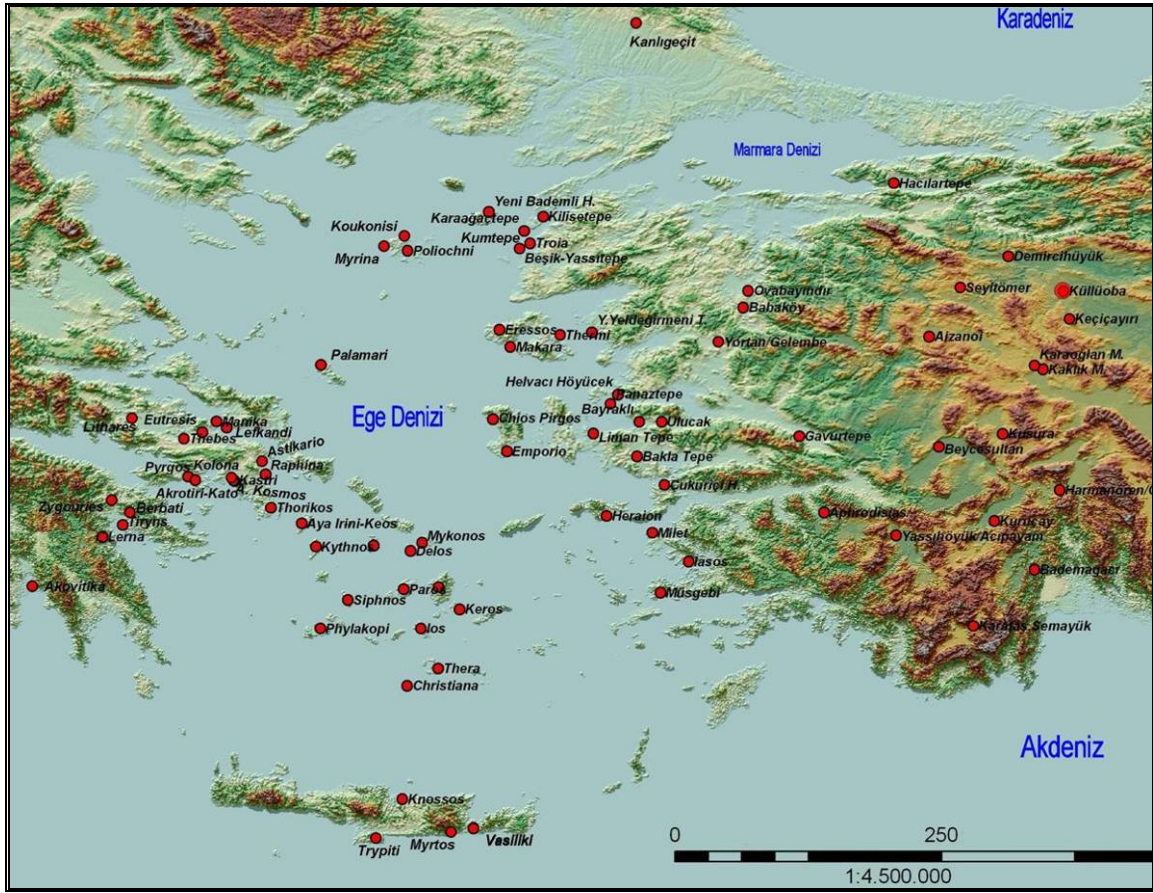 Karadeniz
Kanlıgeçit
Marmara Denizi
Hacılartepe
Yeni Bademli H.
Karaağaçtepe
Kilisetepe
Koukonisi
Kumtepe
Troia
Myrina
Poliochni
Beşik-Yassıtepe
Demircihüyük
Seyitömer
Küllüoba
Ovabayındır
Babaköy
Keçiçayırı
Y.Yeldeğirmeni T.
Eressos
Thermi
Makara
Yortan/Gelembe
Aizanoi
Palamari
Karaoğlan M.
Kaklık M.
Helvacı Höyücek
Panaztepe
Bayraklı
Ege Denizi
Chios Pirgos
Ulucak
Eutresis
Manika
Lithares
Lefkandi
Thebes
Liman Tepe
Gavurtepe
Kusura
Beycesultan
Emporio
Bakla Tepe
Astikario
Raphina
Pyrgos
Kolona
Kastri
Akrotiri-Kato
A. Kosmos
Çukuriçi H.
Zygouries
Berbati
Thorikos
Tiryns
Lerna
Aya Irini-Keos
Heraion
Aphrodisias
Kuruçay
Milet
Yassıhöyük/Acıpayam
Mykonos
Kythnos
Delos
Iasos
Bademağacı
Akovitika
Paros
Siphnos
Keros
Müsgebi
Phylakopi
Ios
Karataş Semayük
Thera
Christiana
Akdeniz
Knossos
Trypiti
Myrtos
Vasiliki
0 250
1:4.500.000